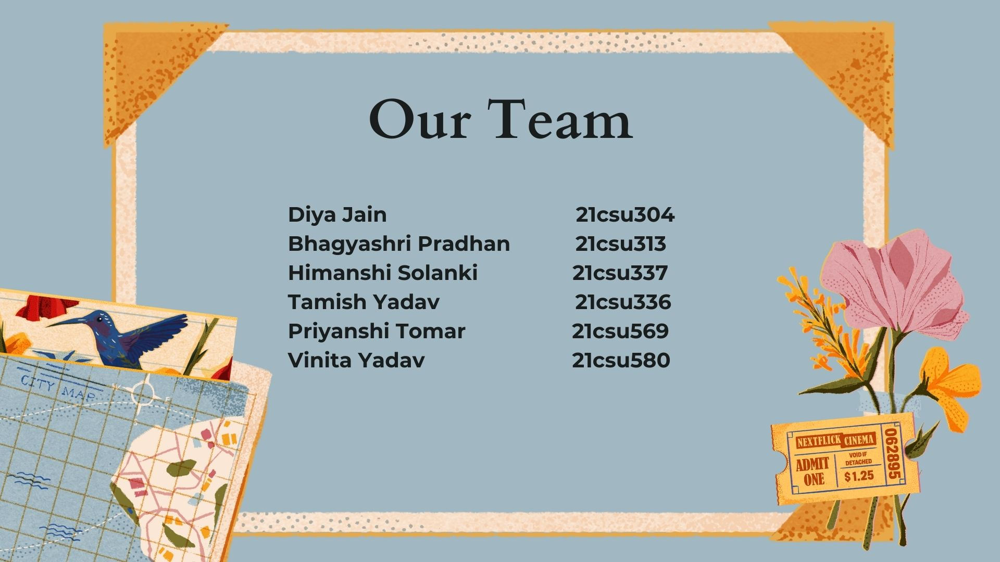 Our Team
Diya Jain 21csu304
Bhagyashri Pradhan 21csu313
Himanshi Solanki 21csu337
Tamish Yadav 21csu336
Priyanshi Tomar 21csu569
Vinita Yadav 21csu580
CITY MAP
W
E
S
NEXTFLICK CINEMA
ADMIT
ONE
VOID IF
DETACHED
$1.25
062895